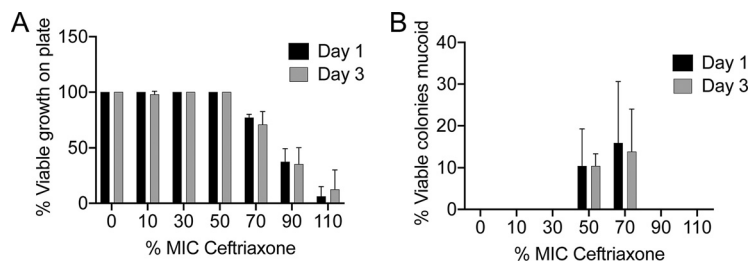 A
% Viable growth on plate
150
100
50
0
Day 1
Day 3
0 10 30 50 70 90 110
% MIC Ceftriaxone
B
% Viable colonies mucoid
40
30
20
10
0
Day 1
Day 3
0 10 30 50 70 90 110
% MIC Ceftriaxone